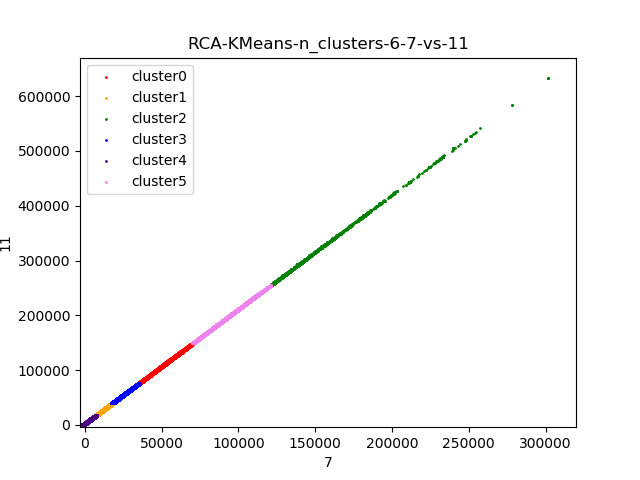 RCA-KMeans-n_clusters-6-7-vs-11
cluster0
cluster1
cluster2
cluster3
cluster4
cluster5
600000
500000
400000
300000
200000
100000
0
11
0 50000 100000 150000 200000 250000 300000
7